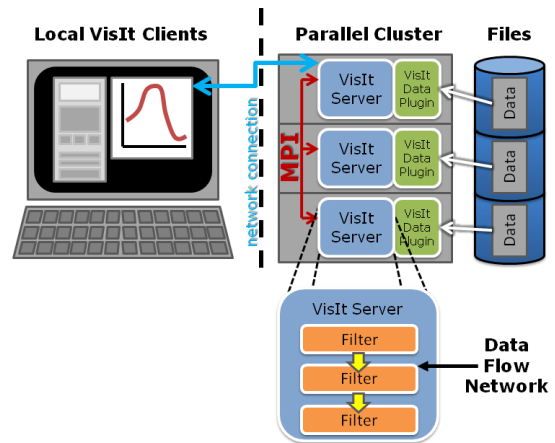 Local VisIt Clients
Parallel Cluster
Files
network connection
MPI
VisIt
Server
VisIt
Data
Plugin
Data
VisIt
Server
VisIt
Data
Plugin
Data
VisIt
Server
VisIt
Data
Plugin
Data
VisIt Server
Filter
Filter
Filter
Data
Flow
Network